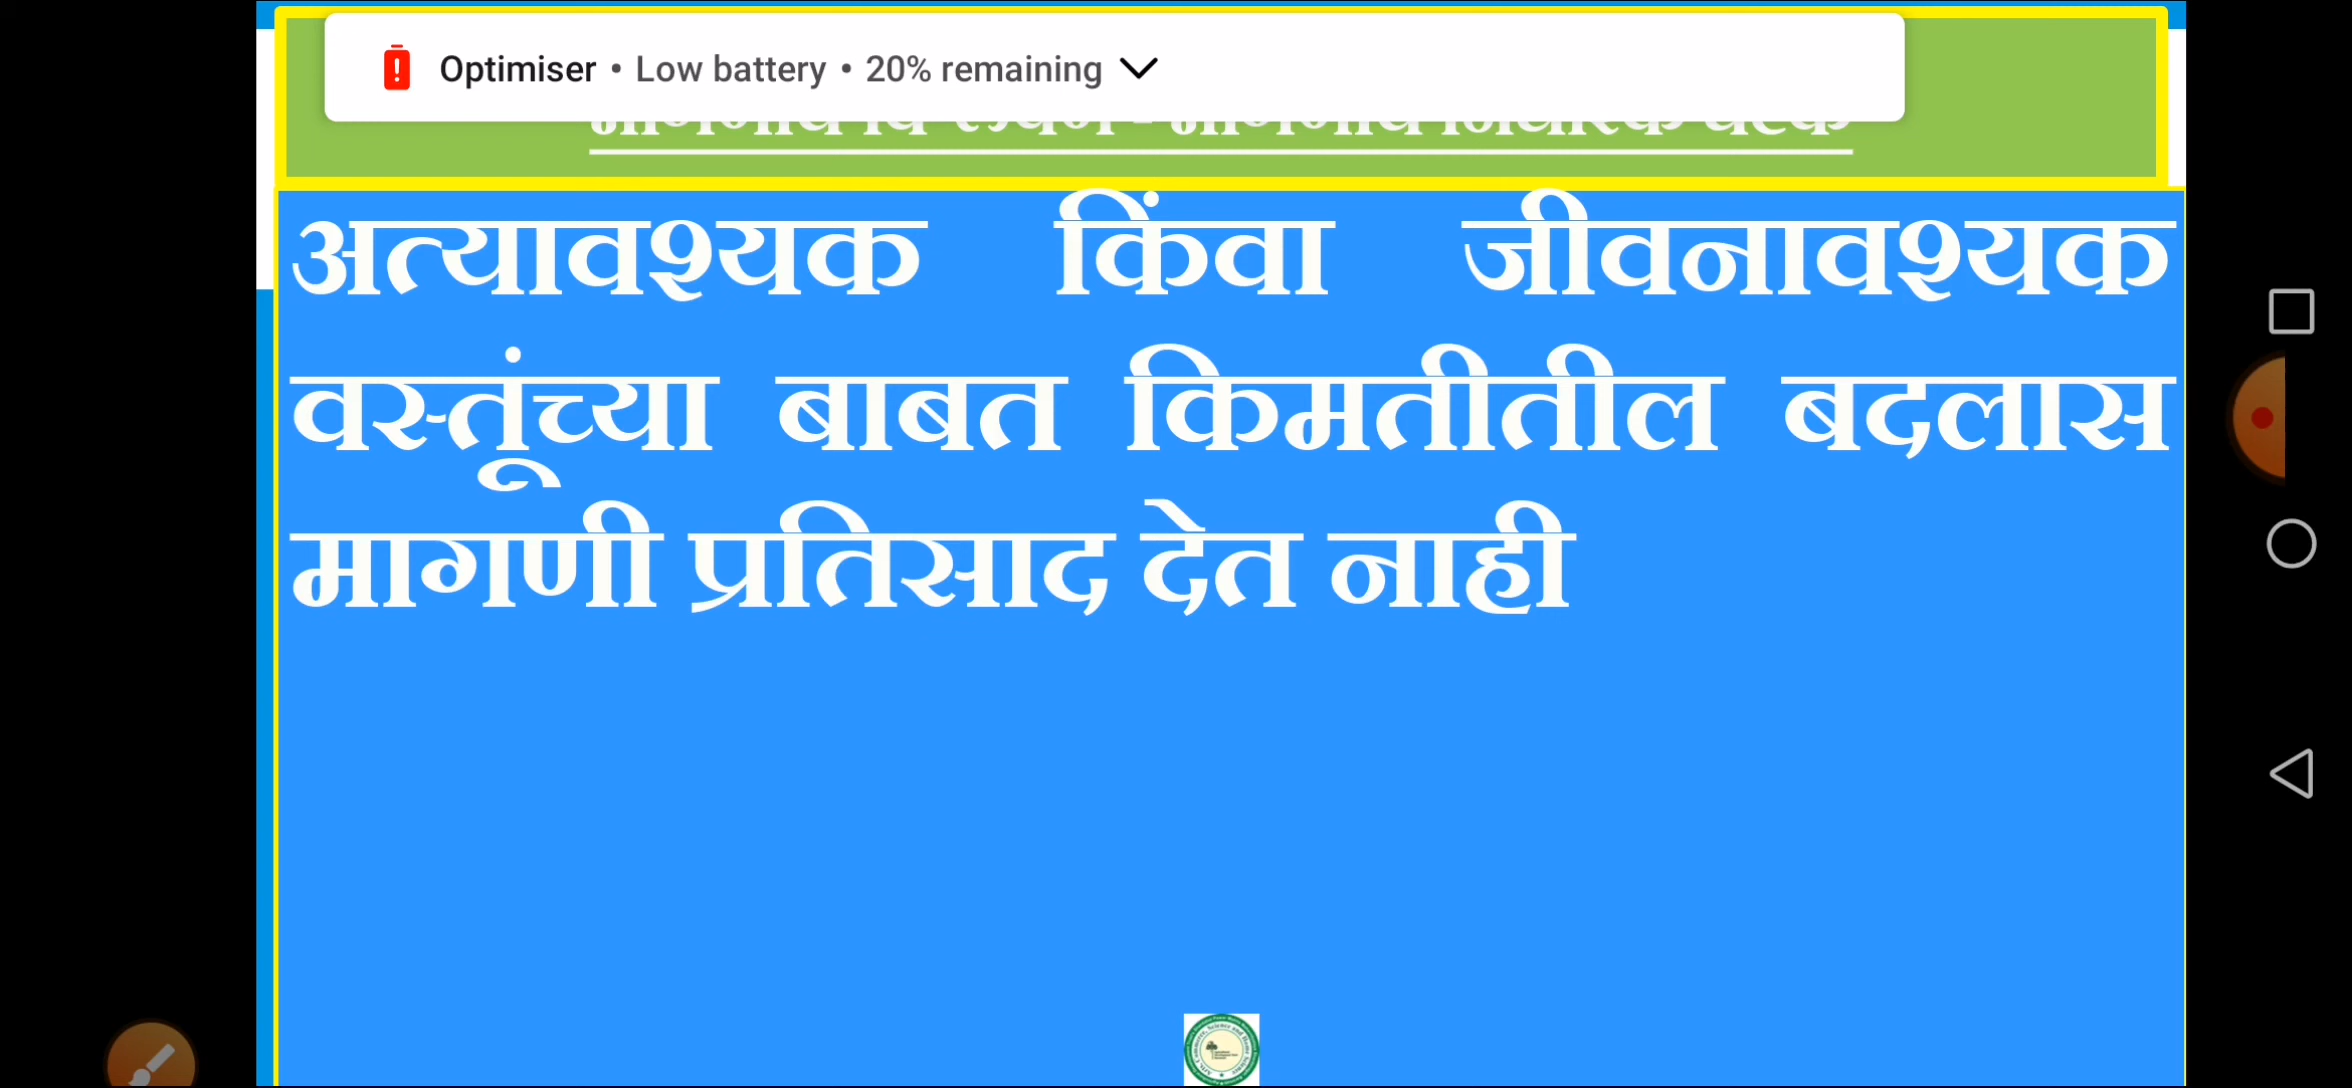 Optimiser • Low battery • 20% remaining
अत्यावश्यक किंवा जीवनावश्यक
वस्तूंच्या बाबत किमतीतील बदलास
मागणी प्रतिसाद देत नाही